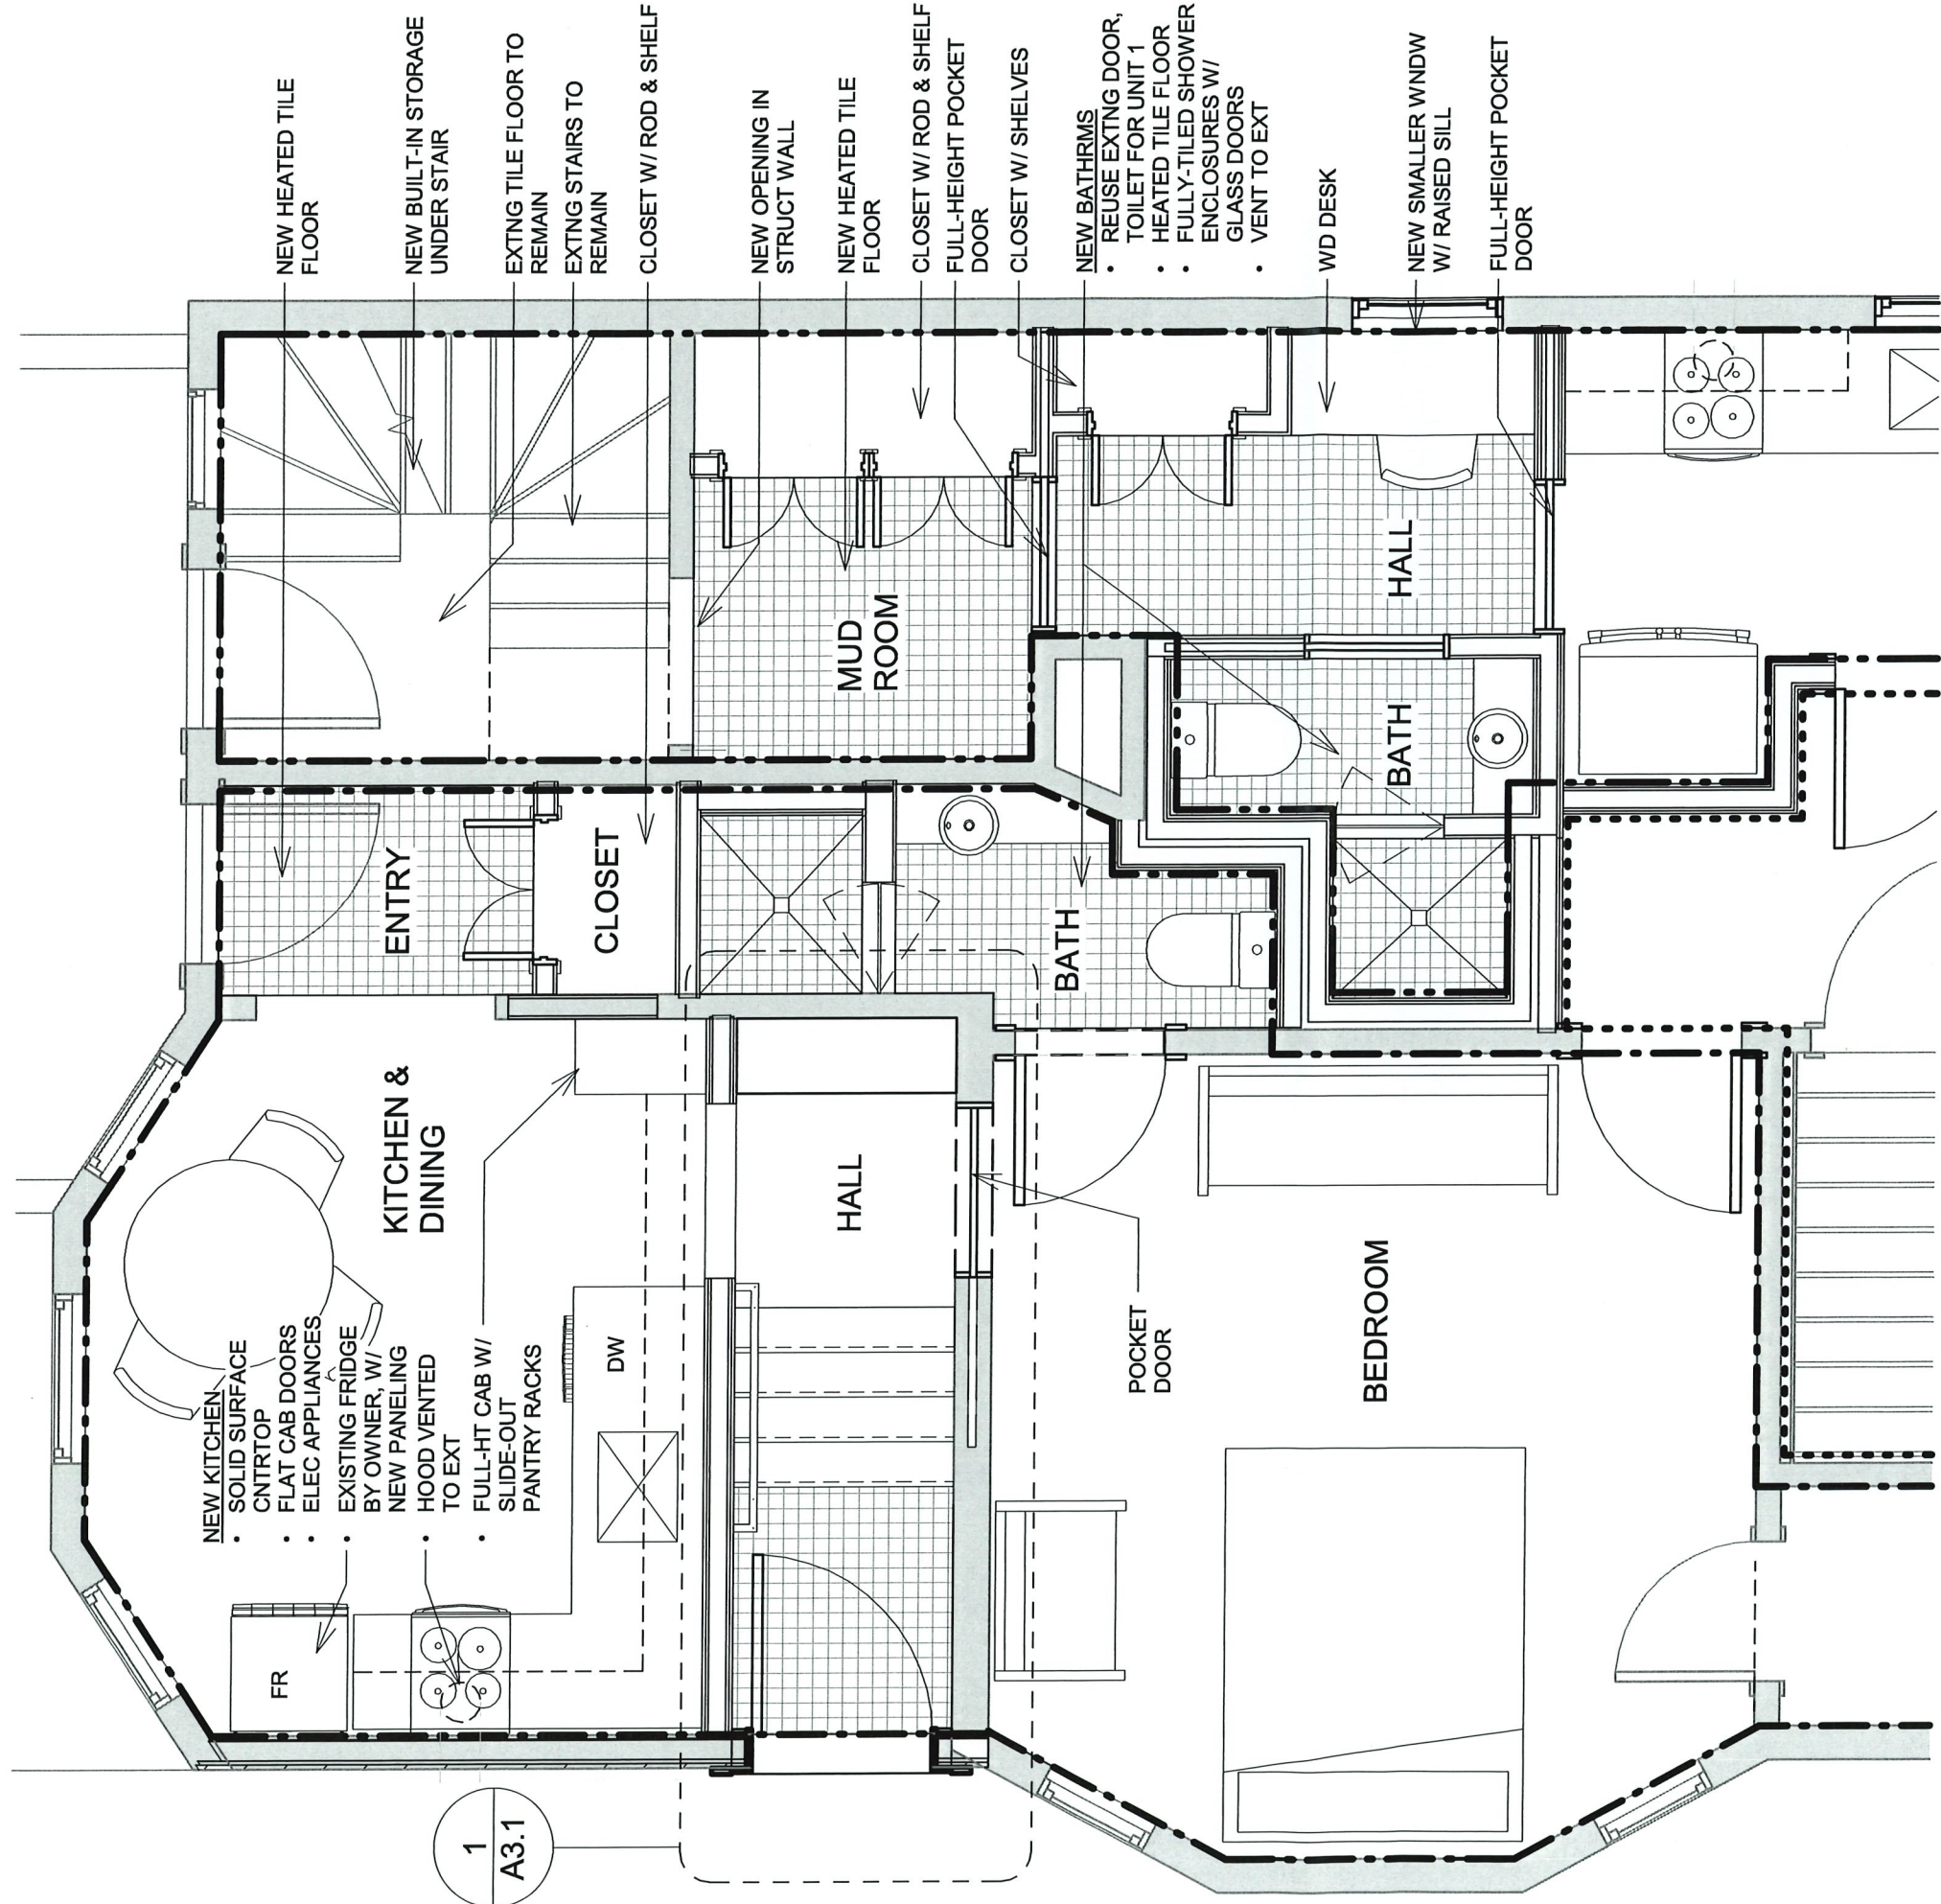 NEW HEATED TILE
FLOOR
NEW BUILT-IN STORAGE
UNDER STAIR
EXTNG TILE FLOOR TO
REMAIN
EXTNG STAIRS TO
REMAIN
CLOSET W/ ROD & SHELF
NEW OPENING IN
STRUCT WALL
NEW HEATED TILE
FLOOR
CLOSET W/ ROD & SHELF
FULL-HEIGHT POCKET
DOOR
CLOSET W/ SHELVES
NEW BATHRMS
• REUSE EXTNG DOOR,
TOILET FOR UNIT 1
• HEATED TILE FLOOR
• FULLY-TILED SHOWER
ENCLOSURES W/
GLASS DOORS
• VENT TO EXT
WD DESK
NEW SMALLER WNDW
W/ RAISED SILL
FULL-HEIGHT POCKET
DOOR
MUD
ROOM
HALL
BATH
ENTRY
CLOSET
BATH
KITCHEN &
DINING
HALL
BEDROOM
POCKET
DOOR
NEW KITCHEN
• SOLID SURFACE
CNTRTOP
• FLAT CAB DOORS
• ELEC APPLIANCES
• EXISTING FRIDGE
BY OWNER, W/
NEW PANELING
• HOOD VENTED
TO EXT
• FULL-HT CAB W/
SLIDE-OUT
PANTRY RACKS
DW
FR
1
A3.1